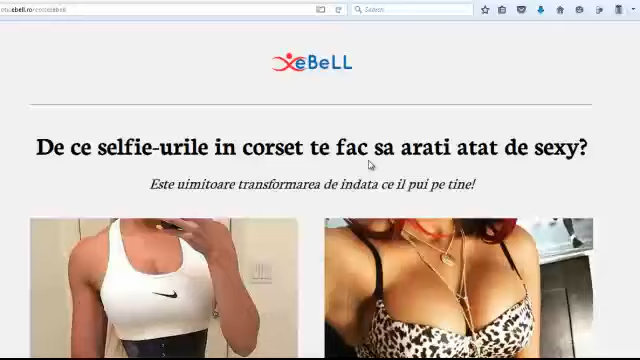 Search
eBeLL
De ce selfie-urile in corset te fac sa arati atat de sexy?
Este uimitoare transformarea de indata ce il pui pe tine!